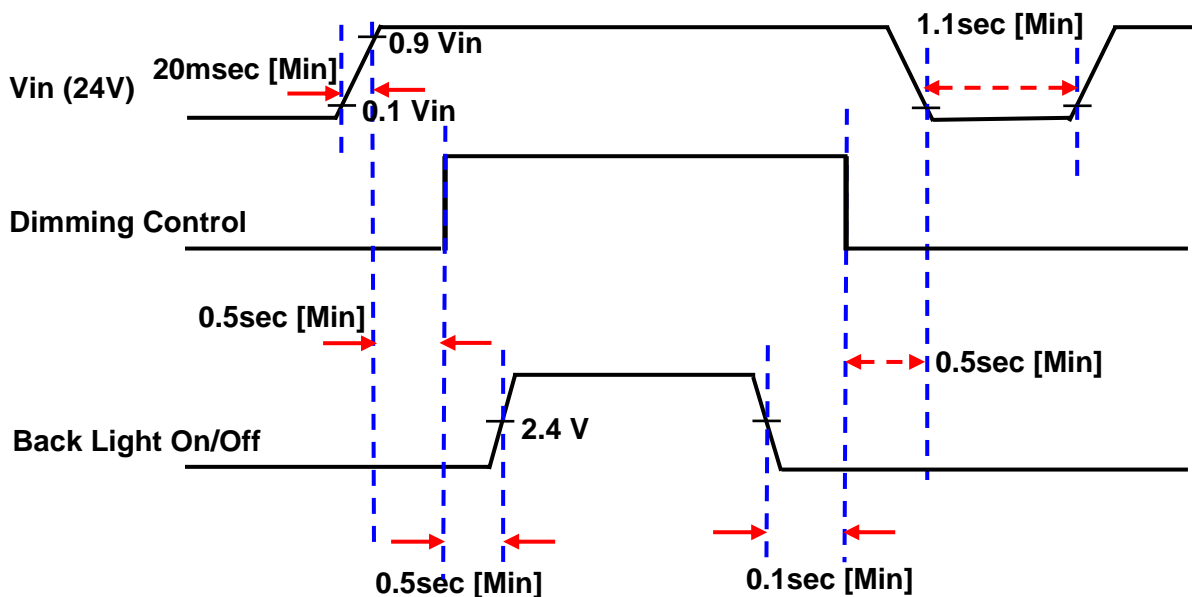 1.1sec [Min]
0.9 Vin
20msec [Min]
Vin (24V)
0.1 Vin
Dimming Control
0.5sec [Min]
0.5sec [Min]
2.4 V
Back Light On/Off
0.5sec [Min]
0.1sec [Min]